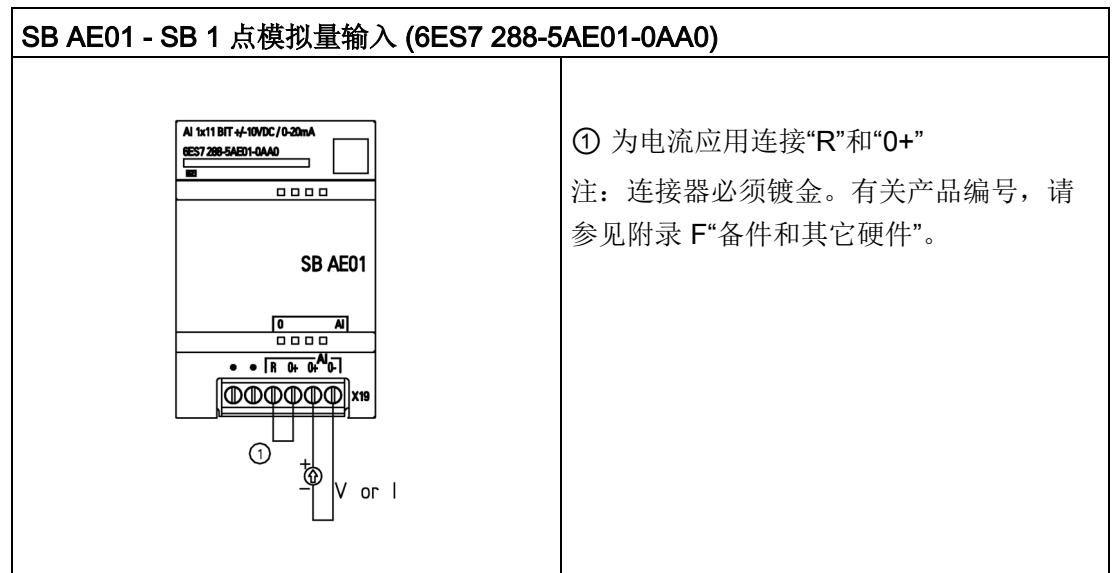 SB AE01 - SB 1 点模拟量输入 (6ES7 288-5AE01-0AA0)
AI 1x11 BIT +/-10VDC / 0-20mA
6ES7 288-5AE01-0AA0
SB AE01
0 AI
AI
R 0+ 0+ 0-
X19
①
+
-
V or I
① 为电流应用连接“R”和“0+”
注：连接器必须镀金。有关产品编号，请
参见附录 F“备件和其它硬件”。